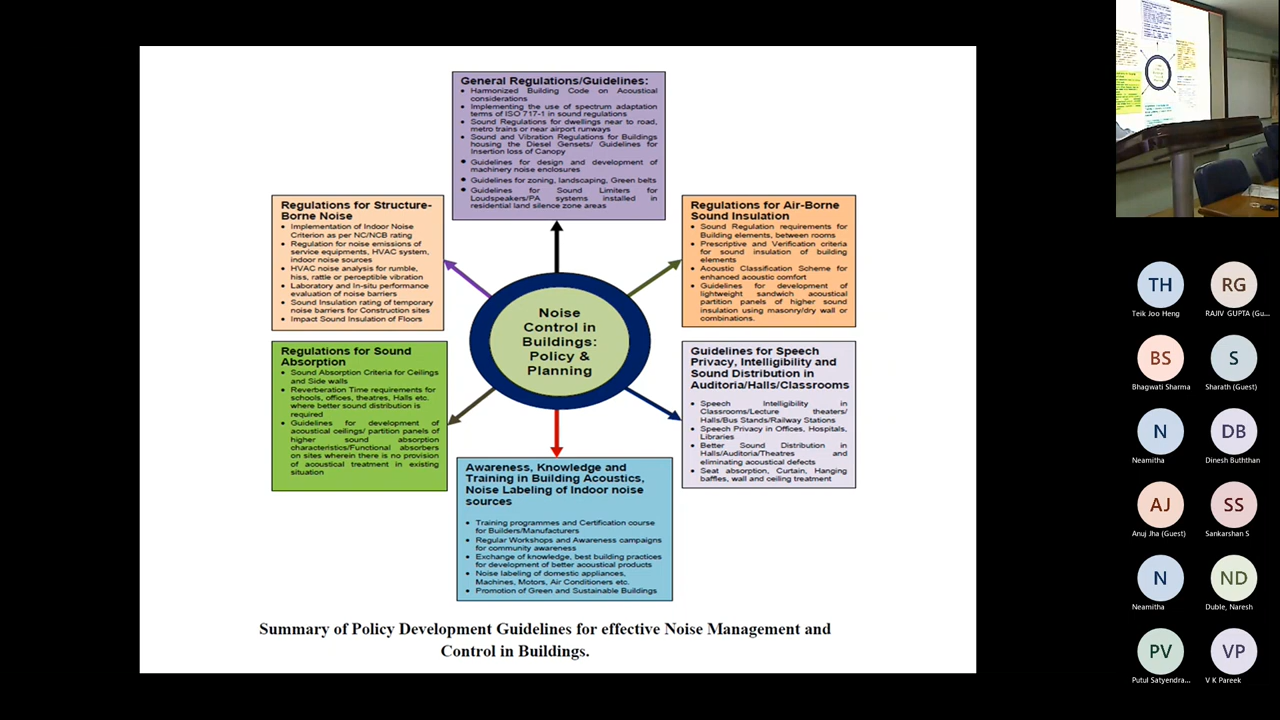 General Regulations/Guidelines:
• Harmonized Building Code on Acoustical
considerations
• Implementing the use of spectrum adaptation
terms of ISO 717-1 in sound regulations
• Sound Regulations for dwellings near to road,
metro trains or near airport runways
• Sound and Vibration Regulations for Buildings
housing the Diesel Gensets/ Guidelines for
Insertion loss of Canopy
• Guidelines for design and development of
machinery noise enclosures
• Guidelines for zoning, landscaping, Green belts
• Guidelines for Sound Limiters for
Loudspeakers/PA systems installed in
residential land silence zone areas
Regulations for Structure-
Borne Noise
• Implementation of Indoor Noise
Criterion as per NC/NCB rating
• Regulation for noise emissions of
service equipments, HVAC system,
indoor noise sources
• HVAC noise analysis for rumble,
hiss, rattle or perceptible vibration
• Laboratory and In-situ performance
evaluation of noise barriers
• Sound Insulation rating of temporary
noise barriers for Construction sites
• Impact Sound Insulation of Floors
Regulations for Air-Borne
Sound Insulation
• Sound Regulation requirements for
Building elements, between rooms
• Prescriptive and Verification criteria
for sound insulation of building
elements
• Acoustic Classification Scheme for
enhanced acoustic comfort
• Guidelines for development of
lightweight sandwich acoustical
partition panels of higher sound
insulation using masonry/dry wall or
combinations.
Noise
Control in
Buildings:
Policy &
Planning
Regulations for Sound
Absorption
• Sound Absorption Criteria for Ceilings
and Side walls
• Reverberation Time requirements for
schools, offices, theatres, Halls etc.
where better sound distribution is
required
• Guidelines for development of
acoustical ceilings/ partition panels of
higher sound absorption
characteristics/Functional absorbers
on sites wherein there is no provision
of acoustical treatment in existing
situation
Guidelines for Speech
Privacy, Intelligibility and
Sound Distribution in
Auditoria/Halls/Classrooms
• Speech Intelligibility in
Classrooms/Lecture theaters/
Halls/Bus Stands/Railway Stations
• Speech Privacy in Offices, Hospitals,
Libraries
• Better Sound Distribution in
Halls/Auditoria/Theatres and
eliminating acoustical defects
• Seat absorption, Curtain, Hanging
baffles, wall and ceiling treatment
Awareness, Knowledge and
Training in Building Acoustics,
Noise Labeling of Indoor noise
sources
• Training programmes and Certification course
for Builders/Manufacturers
• Regular Workshops and Awareness campaigns
for community awareness
• Exchange of knowledge, best building practices
for development of better acoustical products
• Noise labeling of domestic appliances,
Machines, Motors, Air Conditioners etc.
• Promotion of Green and Sustainable Buildings
Summary of Policy Development Guidelines for effective Noise Management and
Control in Buildings.
TH
Teik Joo Heng
RG
RAJIV GUPTA (Gu...
BS
Bhagwati Sharma
S
Sharath (Guest)
N
Neamitha
DB
Dinesh Buththan
AJ
Anuj Jha (Guest)
SS
Sankarshan S
N
Neamitha
ND
Duble, Naresh
PV
Putul Satyendra...
VP
V K Pareek